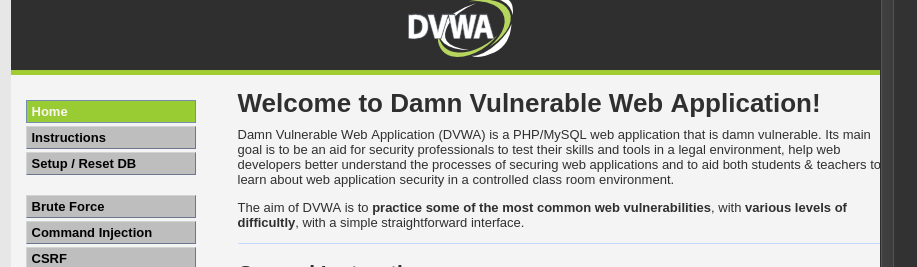 DVWA
Home
Instructions
Setup / Reset DB
Brute Force
Command Injection
CSRF
Welcome to Damn Vulnerable Web Application!
Damn Vulnerable Web Application (DVWA) is a PHP/MySQL web application that is damn vulnerable. Its main
goal is to be an aid for security professionals to test their skills and tools in a legal environment, help web
developers better understand the processes of securing web applications and to aid both students & teachers to
learn about web application security in a controlled class room environment.
The aim of DVWA is to practice some of the most common web vulnerabilities, with various levels of
difficultly, with a simple straightforward interface.